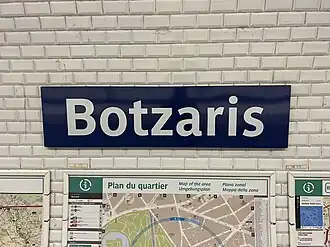 Botzaris
i Plan du quartier
Map of the area
Umgebungsplan
Plano zonal
Mappa della zona
i